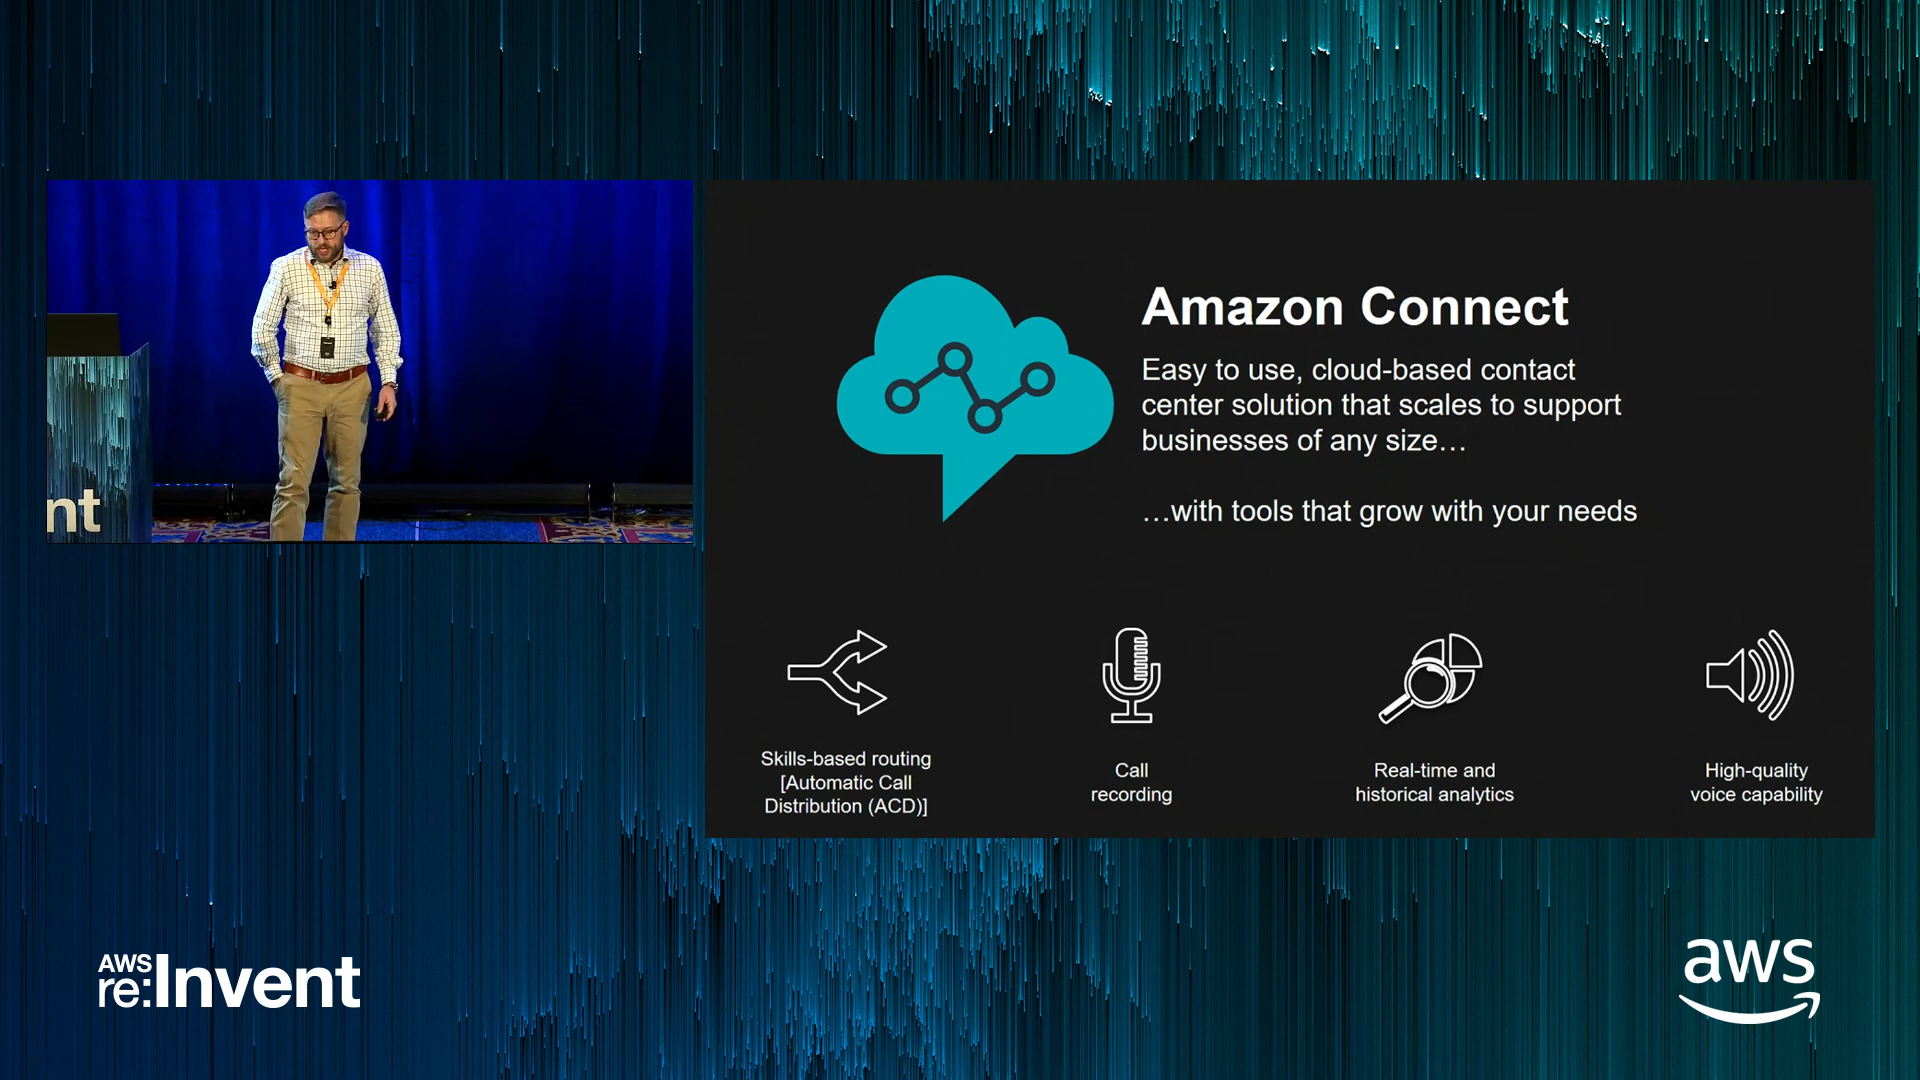 Amazon Connect
Easy to use, cloud-based contact
center solution that scales to support
businesses of any size…
…with tools that grow with your needs
Skills-based routing
[Automatic Call
Distribution (ACD)]
Call
recording
Real-time and
historical analytics
High-quality
voice capability
nt
AWS
re:Invent
aws